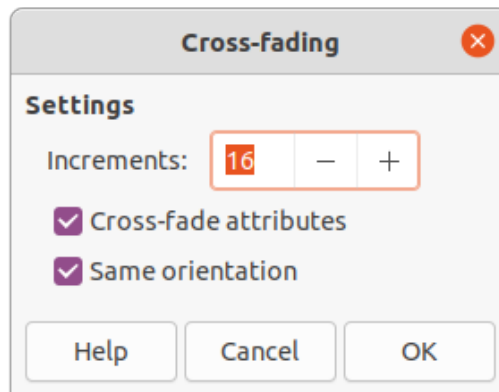 Cross-fading
Settings
Increments: 16
Cross-fade attributes
Same orientation
Help Cancel OK